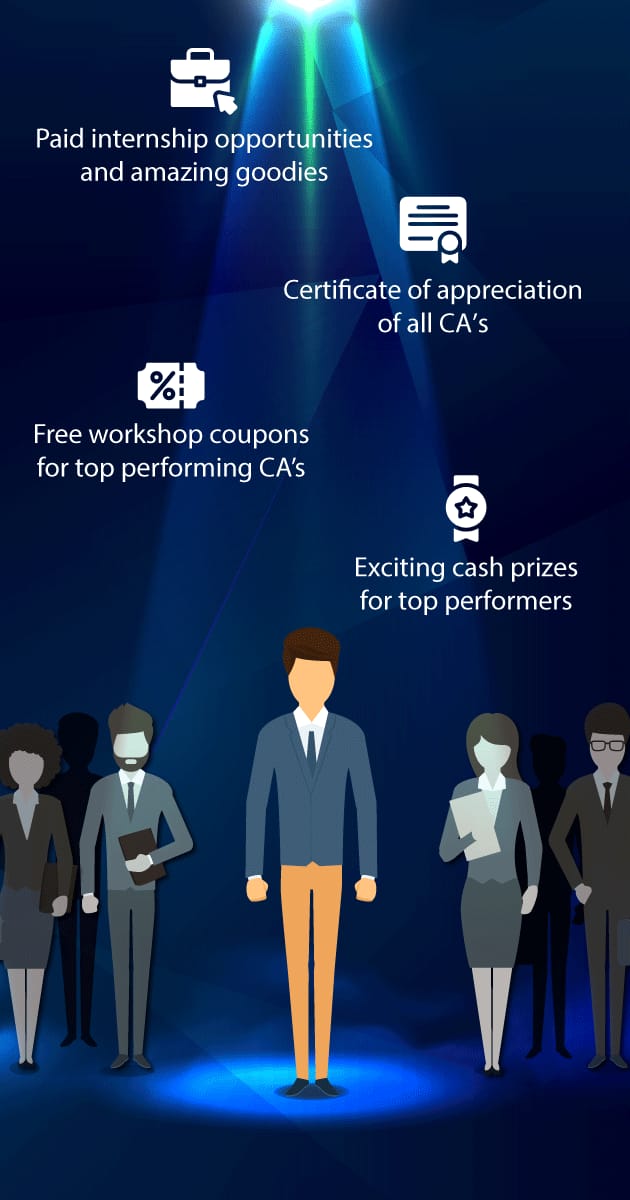 Paid internship opportunities
and amazing goodies
Certificate of appreciation
of all CA's
Free workshop coupons
for top performing CA's
Exciting cash prizes
for top performers